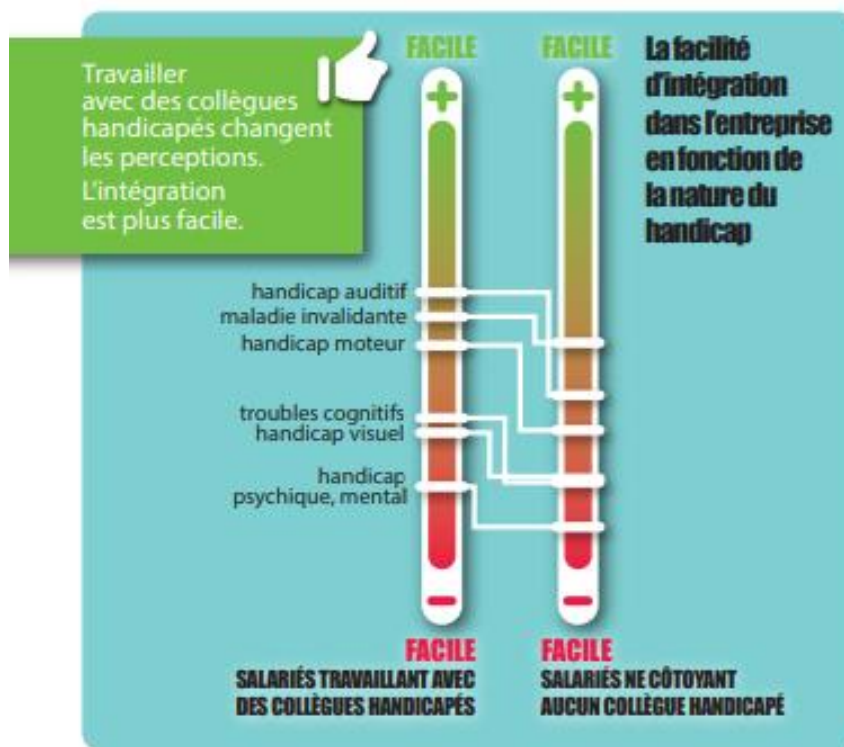 Travailler
avec des collègues
handicapés changent
les perceptions.
L'intégration
est plus facile.
FACILE
FACILE
+
+
La facilité
d'intégration
dans l'entreprise
en fonction de
la nature du
handicap
handicap auditif
maladie invalidante
handicap moteur
troubles cognitifs
handicap visuel
handicap
psychique, mental
–
–
FACILE
SALARIÉS TRAVAILLANT AVEC
DES COLLÈGUES HANDICAPÉS
FACILE
SALARIÉS NE CÔTOYANT
AUCUN COLLÈGUE HANDICAPÉ